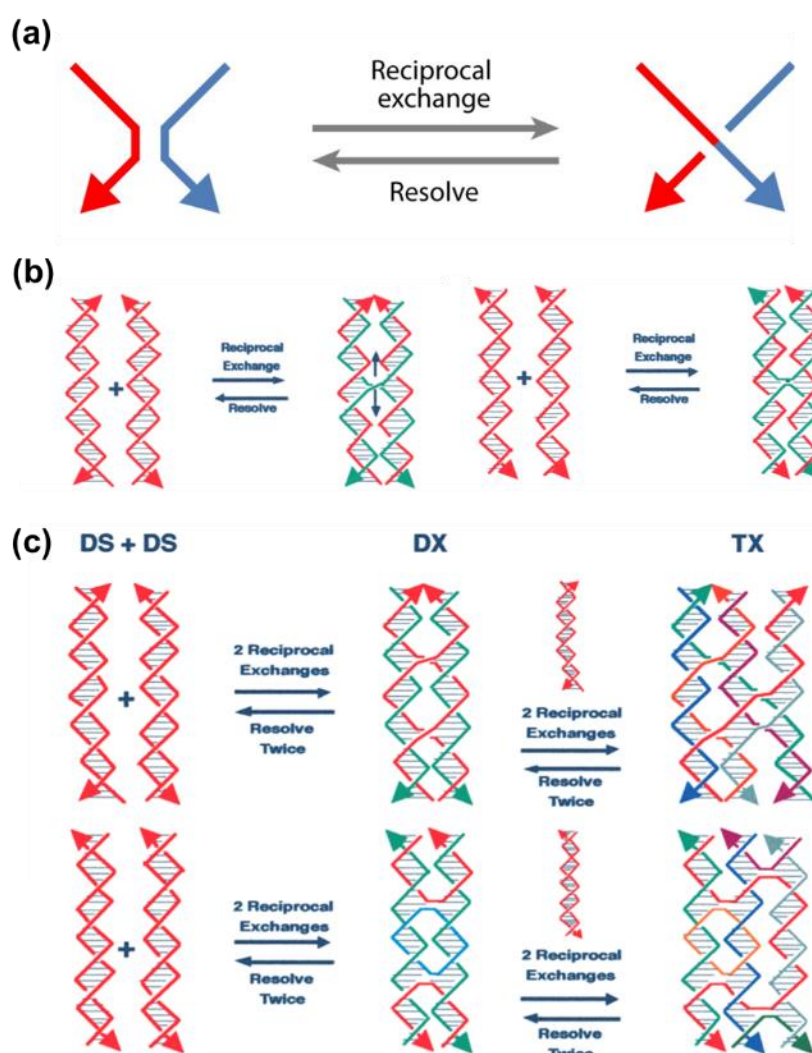 (a)
Reciprocal
exchange
Resolve
(b)
+
Reciprocal
Exchange
Resolve
+
Reciprocal
Exchange
Resolve
(c)
DS + DS
DX
TX
+
2 Reciprocal
Exchanges
Resolve
Twice
2 Reciprocal
Exchanges
Resolve
Twice
+
2 Reciprocal
Exchanges
Resolve
Twice
2 Reciprocal
Exchanges
Resolve
Twice